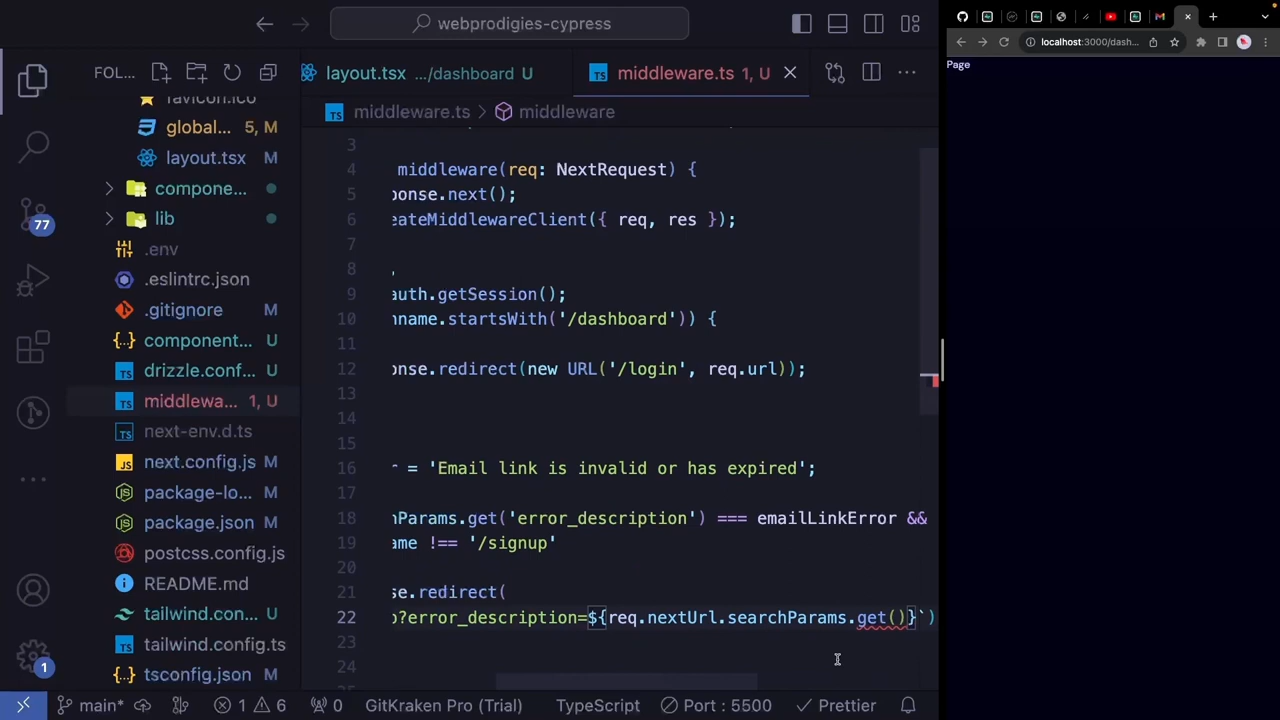 webprodigies-cypress
localhost:3000/dash...
Page
FOL...
layout.tsx .../dashboard U
middleware.ts 1, U
middleware.ts > middleware
favicon.ico
global... 5, M
layout.tsx M
compone...
lib
.env
.eslintrc.json
.gitignore M
component... U
drizzle.conf... U
middlewa... 1, U
next-env.d.ts
next.config.js M
package-lo... M
package.json M
postcss.config.js
README.md
tailwind.con... U
tailwind.config.ts
tsconfig.json M
77
1
3
4 middleware(req: NextRequest) {
5 ponse.next();
6 eateMiddlewareClient({ req, res });
7
8 ,
9 auth.getSession();
10 hname.startsWith('/dashboard')) {
11
12 onse.redirect(new URL('/login', req.url));
13
14
15
16 r = 'Email link is invalid or has expired';
17
18 hParams.get('error_description') === emailLinkError &&
19 ame !== '/signup'
20
21 se.redirect(
22 p?error_description=${req.nextUrl.searchParams.get()}`)
23
24
25
main* 1 6 0 GitKraken Pro (Trial) TypeScript Port : 5500 Prettier